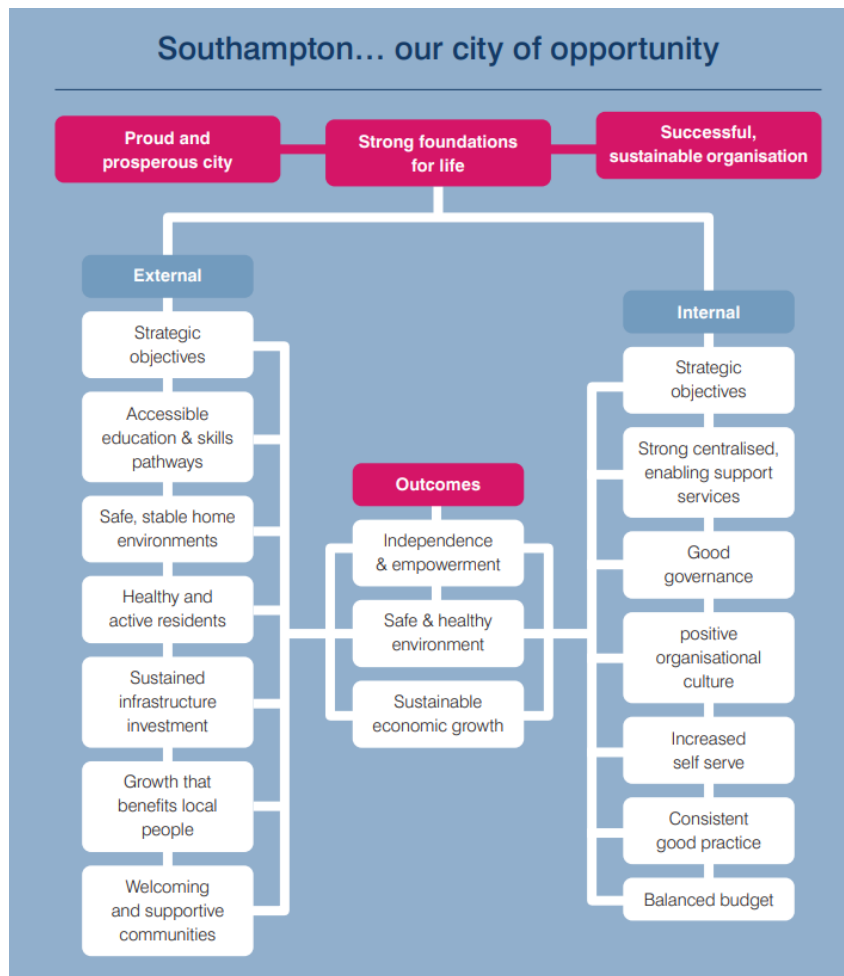 Southampton… our city of opportunity
Proud and
prosperous city
Strong foundations
for life
Successful,
sustainable organisation
External
Strategic
objectives
Accessible
education & skills
pathways
Safe, stable home
environments
Healthy and
active residents
Sustained
infrastructure
investment
Growth that
benefits local
people
Welcoming
and supportive
communities
Outcomes
Independence
& empowerment
Safe & healthy
environment
Sustainable
economic growth
Internal
Strategic
objectives
Strong centralised,
enabling support
services
Good
governance
positive
organisational
culture
Increased
self serve
Consistent
good practice
Balanced budget